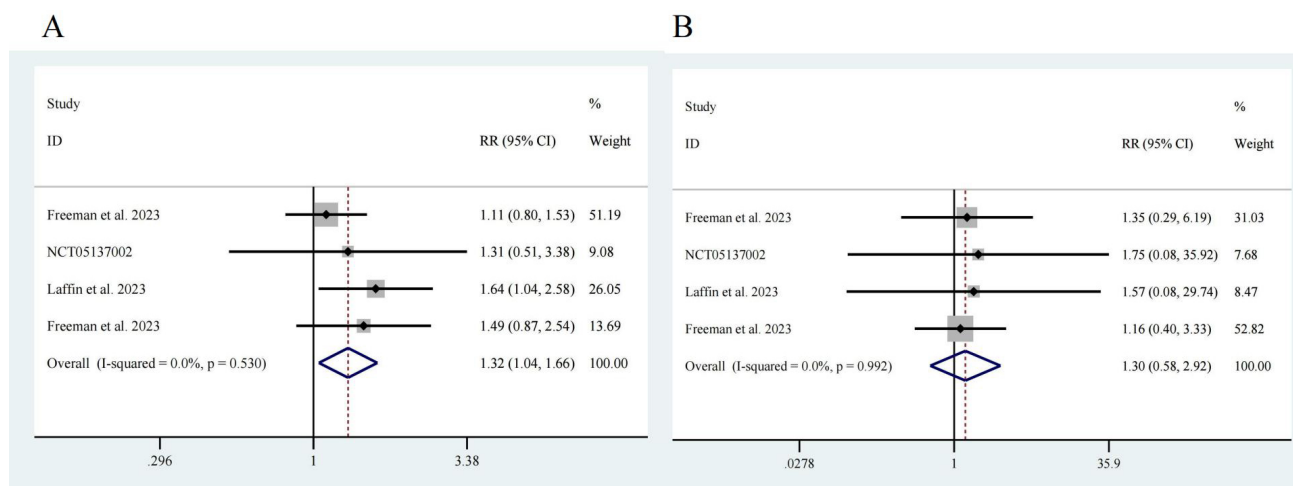 A
Study %
ID RR (95% CI) Weight
Freeman et al. 2023 1.11 (0.80, 1.53) 51.19
NCT05137002 1.31 (0.51, 3.38) 9.08
Laffin et al. 2023 1.64 (1.04, 2.58) 26.05
Freeman et al. 2023 1.49 (0.87, 2.54) 13.69
Overall (I-squared = 0.0%, p = 0.530) 1.32 (1.04, 1.66) 100.00
.296 1 3.38
B
Study %
ID RR (95% CI) Weight
Freeman et al. 2023 1.35 (0.29, 6.19) 31.03
NCT05137002 1.75 (0.08, 35.92) 7.68
Laffin et al. 2023 1.57 (0.08, 29.74) 8.47
Freeman et al. 2023 1.16 (0.40, 3.33) 52.82
Overall (I-squared = 0.0%, p = 0.992) 1.30 (0.58, 2.92) 100.00
.0278 1 35.9